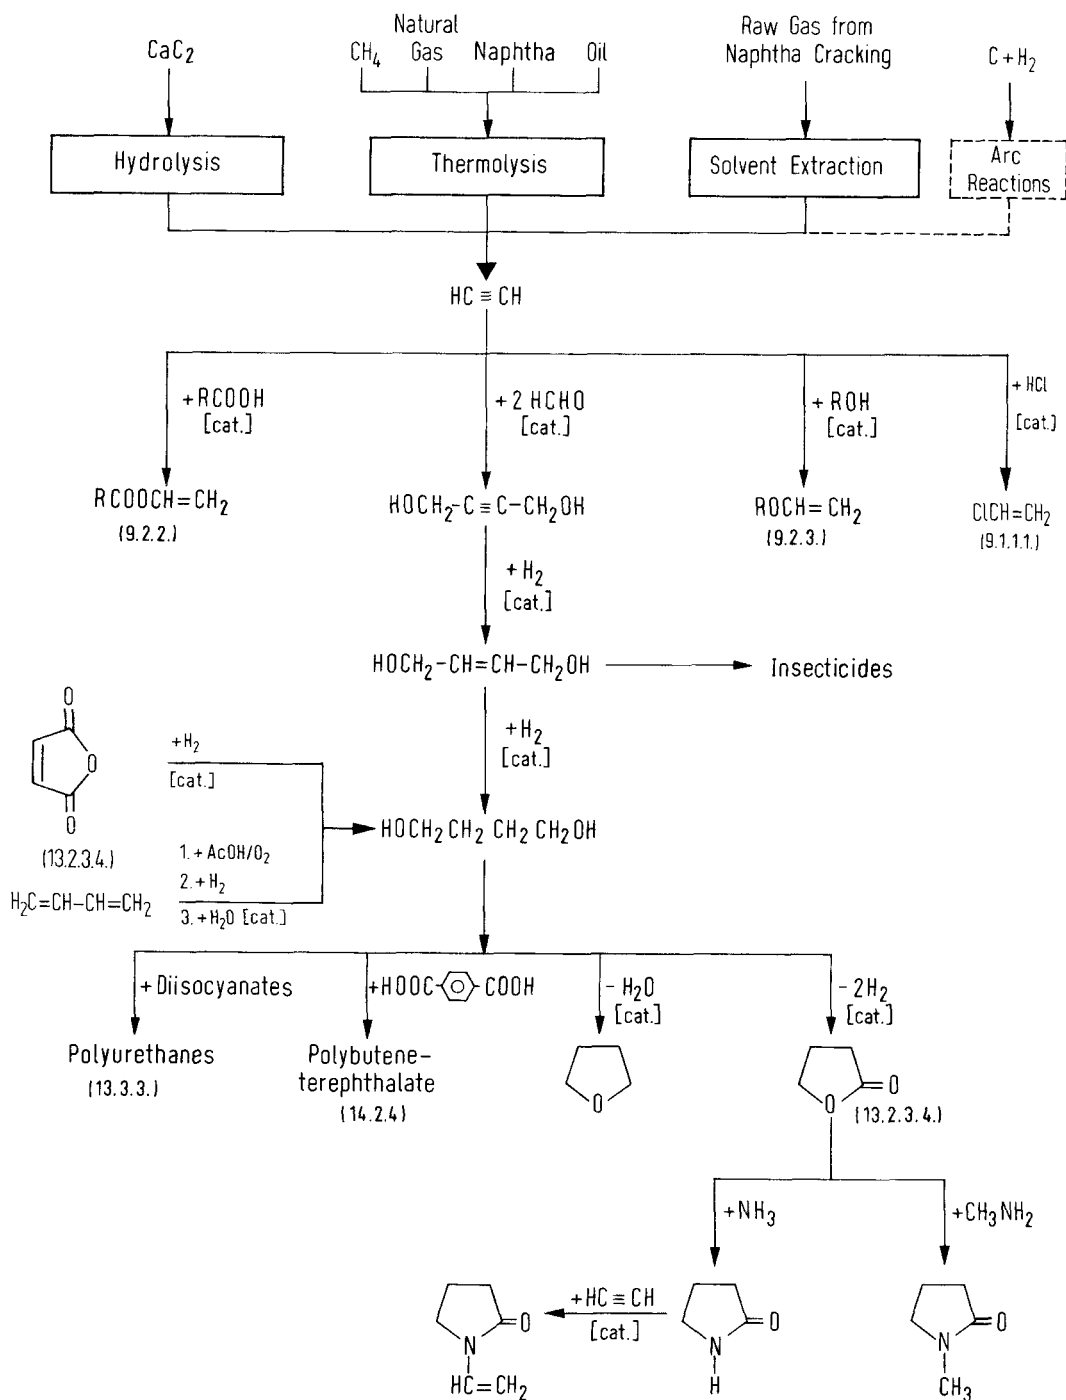 CaC2
CH4
Natural
Gas
Naphtha
Oil
Raw Gas from
Naphtha Cracking
C+H2
Hydrolysis
Thermolysis
Solvent Extraction
Arc
Reactions
HC≡CH
+RCOOH
[cat.]
+2 HCHO
[cat.]
+ROH
[cat.]
+HCl
[cat.]
RCOOCH=CH2
(9.2.2.)
HOCH2-C≡C-CH2OH
ROCH=CH2
(9.2.3.)
ClCH=CH2
(9.1.1.1.)
+H2
[cat.]
HOCH2-CH=CH-CH2OH
Insecticides
+H2
[cat.]
O
O
O
(13.2.3.4.)
+H2
[cat.]
HOCH2CH2CH2CH2OH
H2C=CH-CH=CH2
1.+AcOH/O2
2.+H2
3.+H2O [cat.]
+Diisocyanates
+HOOC-COOH
-H2O
[cat.]
-2H2
[cat.]
Polyurethanes
(13.3.3.)
Polybutene-
terephthalate
(14.2.4)
O
O
O
(13.2.3.4.)
+NH3
+CH3NH2
N
O
HC=CH2
+HC≡CH
[cat.]
N
O
H
N
O
CH3